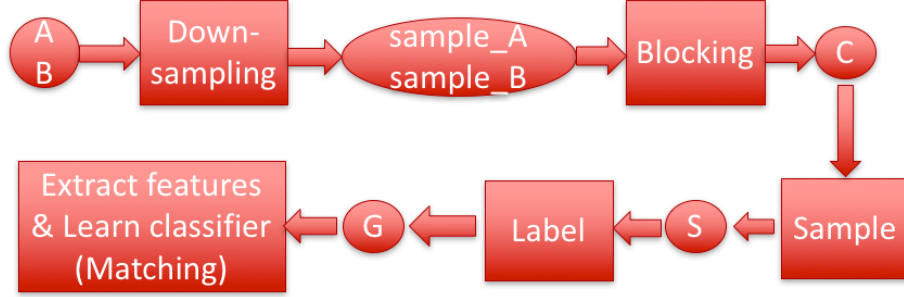 A
B
Down-
sampling
sample_A
sample_B
Blocking
C
Extract features
& Learn classifier
(Matching)
G
Label
S
Sample